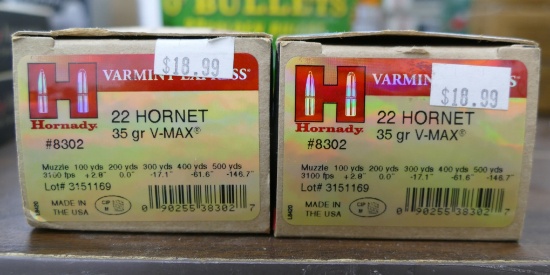 BULLETS
$18.99
VARMINT
H
Hornady
22 HORNET
35 gr V-MAX®
#8302
Muzzle 100 yds 200 yds 300 yds 400 yds 500 yds
3100 fps +2.8" 0.0" -17.1" -61.6" -146.7"
Lot# 3151169
MADE IN
THE USA
0 90255 38302 7
VARMINT
$18.99
H
Hornady
22 HORNET
35 gr V-MAX®
#8302
Muzzle 100 yds 200 yds 300 yds 400 yds 500 yds
3100 fps +2.8" 0.0" -17.1" -61.6" -146.7"
Lot# 3151169
MADE IN
THE USA
0 90255 38302 7